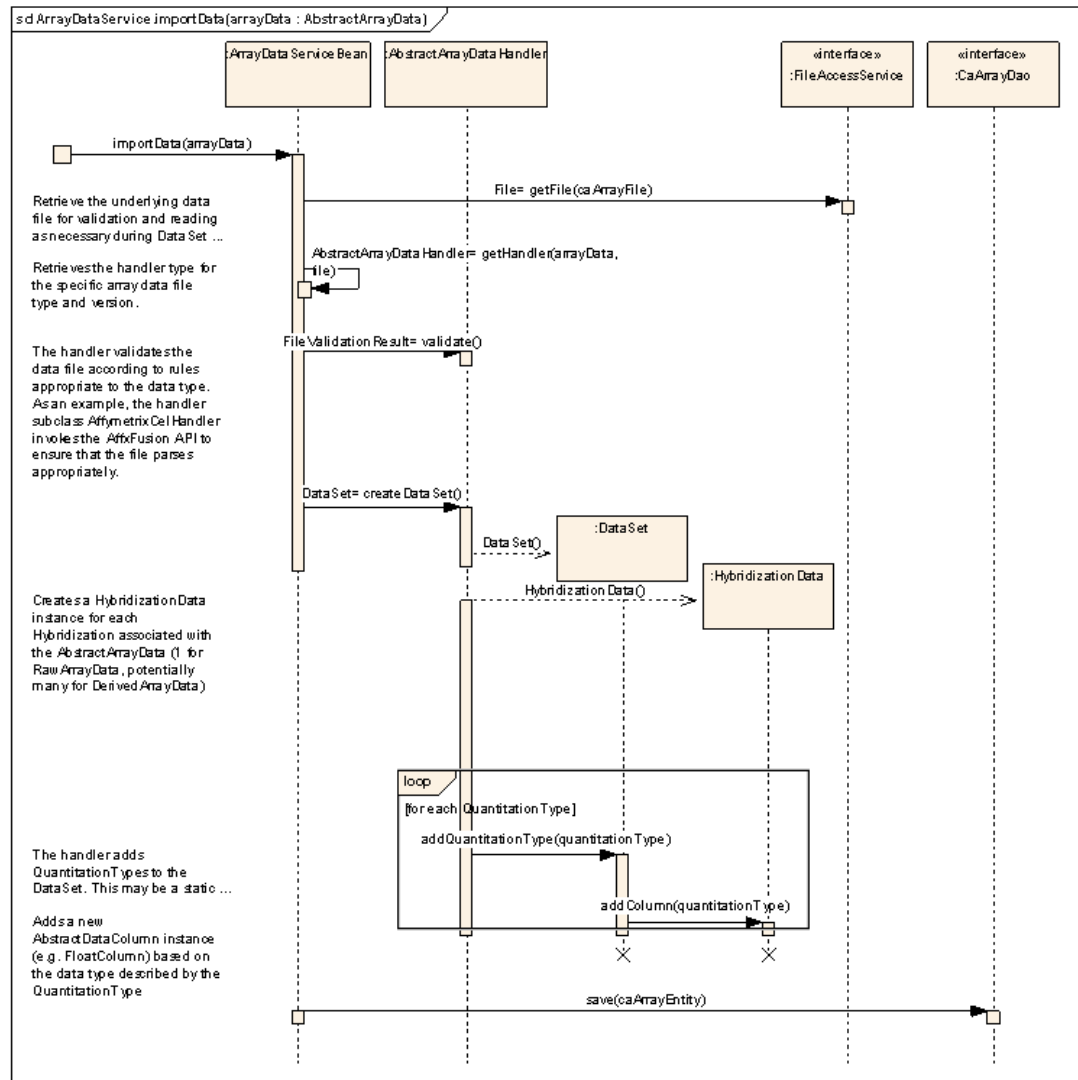 sd ArrayDataService.importData(arrayData : AbstractArrayData)
:ArrayDataServiceBean
:AbstractArrayDataHandler
«interface»
:FileAccessService
«interface»
:CaArrayDao
importData(arrayData)
File= getFile(caArrayFile)
Retrieve the underlying data
file for validation and reading
as necessary during DataSet ...
AbstractArrayDataHandler= getHandler(arrayData,
file)
Retrieves the handler type for
the specific array data file
type and version.
FileValidationResult= validate()
The handler validates the
data file according to rules
appropriate to the data type.
As an example, the handler
subclass AffymetrixCelHandler
invokes the AffxFusion API to
ensure that the file parses
appropriately.
DataSet= createDataSet()
DataSet()
:DataSet
HybridizationData()
:HybridizationData
Creates a HybridizationData
instance for each
Hybridization associated with
the AbstractArrayData (1 for
RawArrayData, potentially
many for DerivedArrayData)
loop
[for each QuantitationType]
addQuantitationType(quantitationType)
The handler adds
QuantitationTypes to the
DataSet. This may be a static ...
addColumn(quantitationType)
Adds a new
AbstractDataColumn instance
(e.g. FloatColumn) based on
the data type described by the
QuantitationType
save(caArrayEntity)